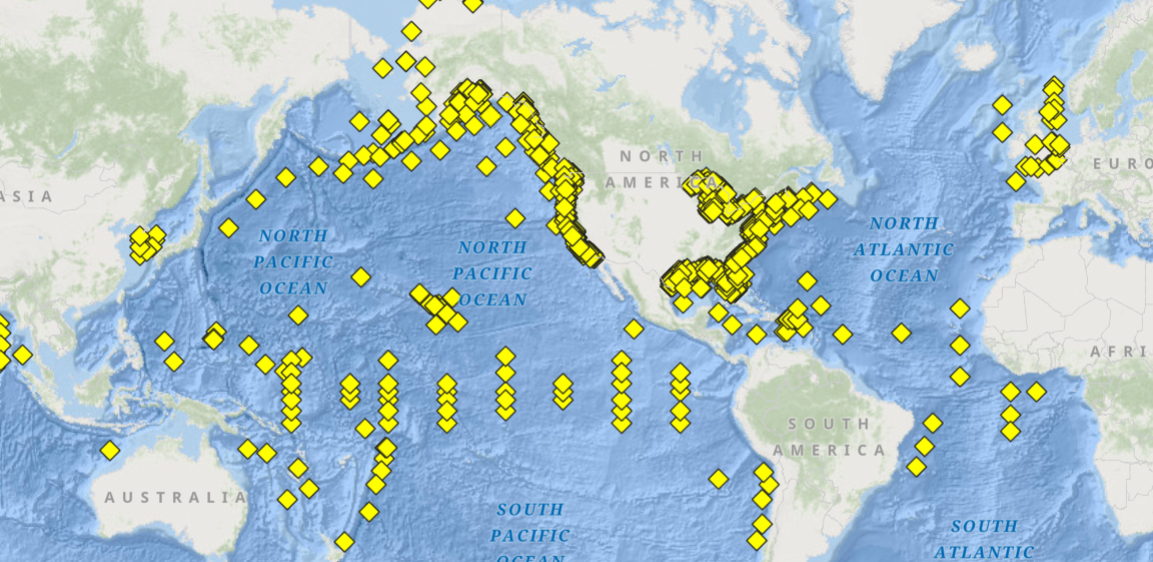 NORTH
AMERICA
EURO
ASIA
NORTH
PACIFIC
OCEAN
NORTH
PACIFIC
OCEAN
NORTH
ATLANTIC
OCEAN
AFRI
SOUTH
AMERICA
AUSTRALIA
SOUTH
PACIFIC
OCEAN
SOUTH
ATLANTIC